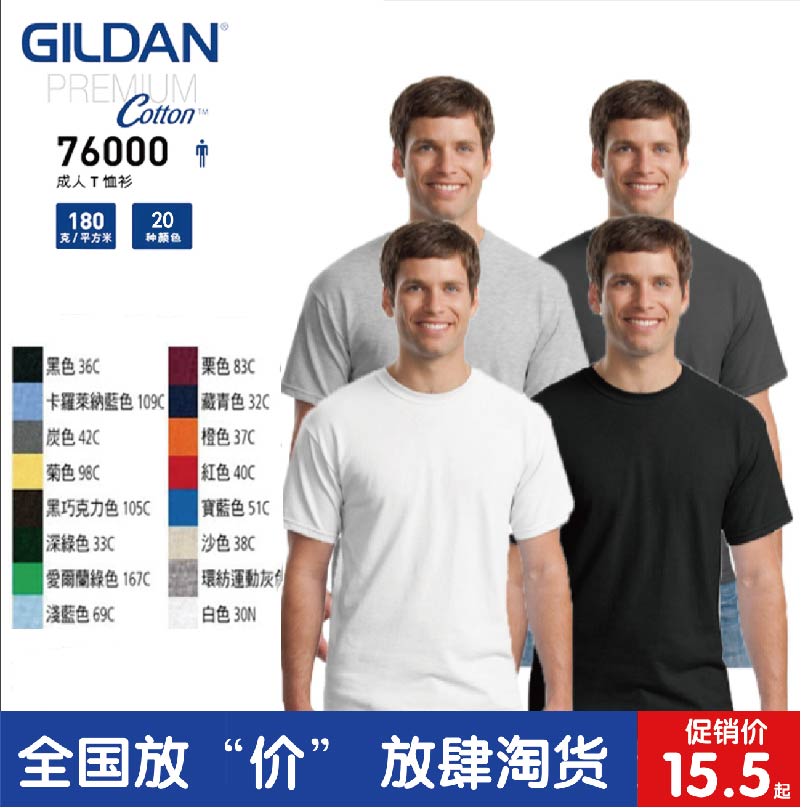 GILDAN®
PREMIUM
Cotton™
76000
成人 T 恤衫
180
克/平方米
20
种颜色
黑色 36C
卡羅萊納藍色 109C
炭色 42C
菊色 98C
黑巧克力色 105C
深綠色 33C
愛爾蘭綠色 167C
淺藍色 69C
栗色 83C
藏青色 32C
橙色 37C
紅色 40C
寶藍色 51C
沙色 38C
環紡運動灰
白色 30N
全国放“价” 放肆淘货
促销价
15.5起